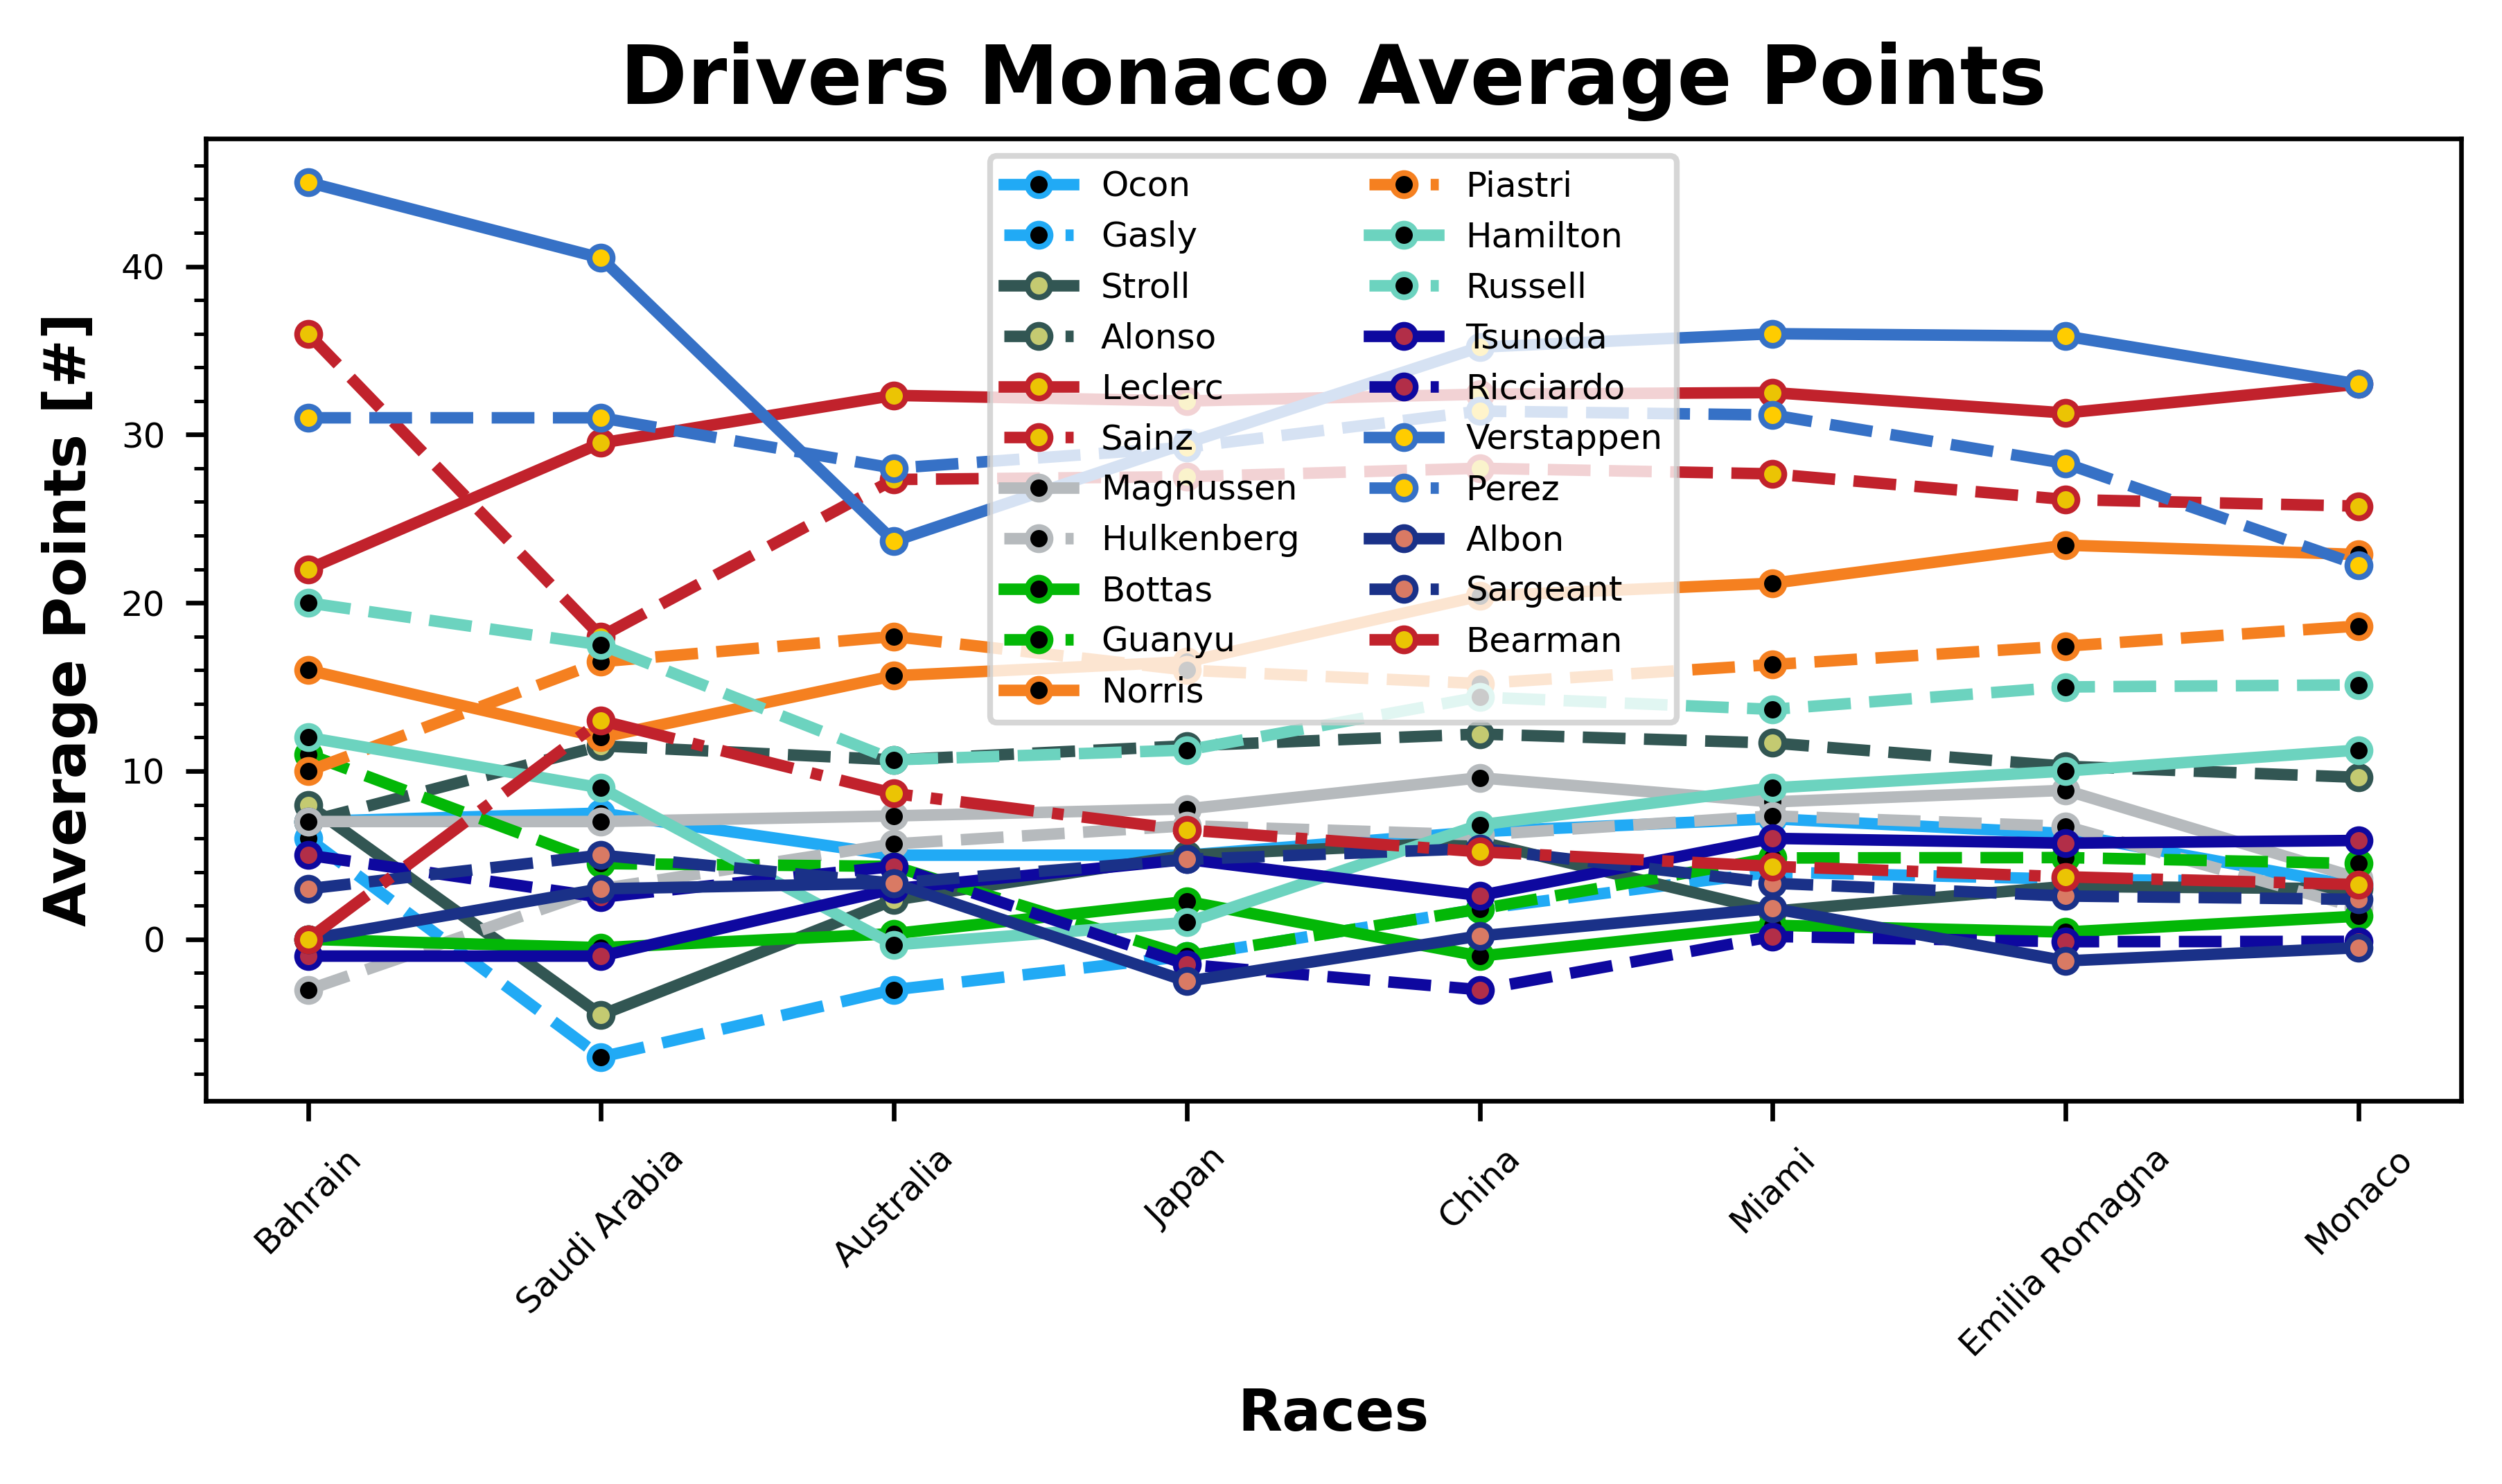 Drivers Monaco Average Points
Average Points [#]
40
30
20
10
0
Ocon
Gasly
Stroll
Alonso
Leclerc
Sainz
Magnussen
Hulkenberg
Bottas
Guanyu
Norris
Piastri
Hamilton
Russell
Tsunoda
Ricciardo
Verstappen
Perez
Albon
Sargeant
Bearman
Bahrain
Saudi Arabia
Australia
Japan
China
Miami
Emilia Romagna
Monaco
Races